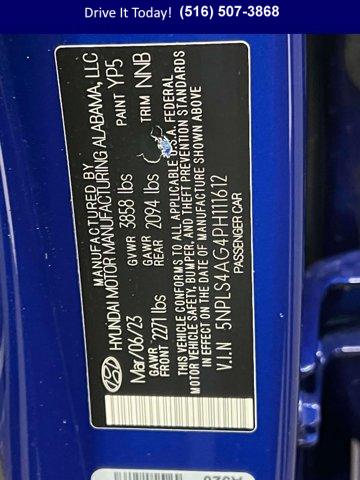 Drive It Today! (516) 507-3868
MANUFACTURED BY
HYUNDAI MOTOR MANUFACTURING ALABAMA, LLC
Mar/06/23 GVWR 3858 lbs PAINT YP5
GAWR FRONT 2271 lbs GAWR REAR 2094 lbs TRIM NNB
THIS VEHICLE CONFORMS TO ALL APPLICABLE U.S.A. FEDERAL
MOTOR VEHICLE SAFETY, BUMPER, AND THEFT PREVENTION STANDARDS
IN EFFECT ON THE DATE OF MANUFACTURE SHOWN ABOVE
V.I.N 5NPLS4AG4PH111612
PASSENGER CAR